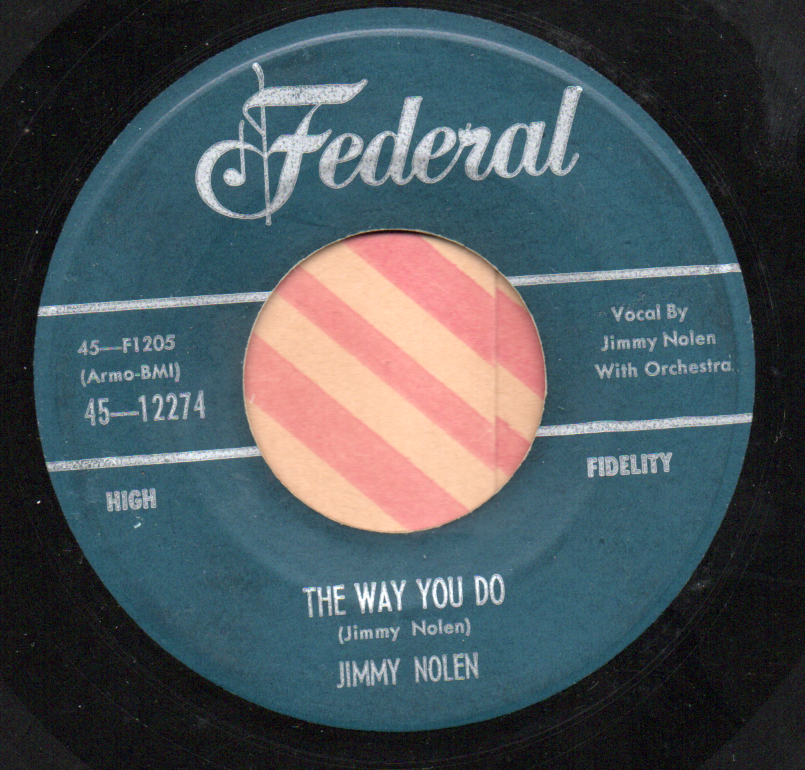 Federal
45—F1205
(Armo-BMI)
45—12274
Vocal By
Jimmy Nolen
With Orchestra
HIGH
FIDELITY
THE WAY YOU DO
(Jimmy Nolen)
JIMMY NOLEN